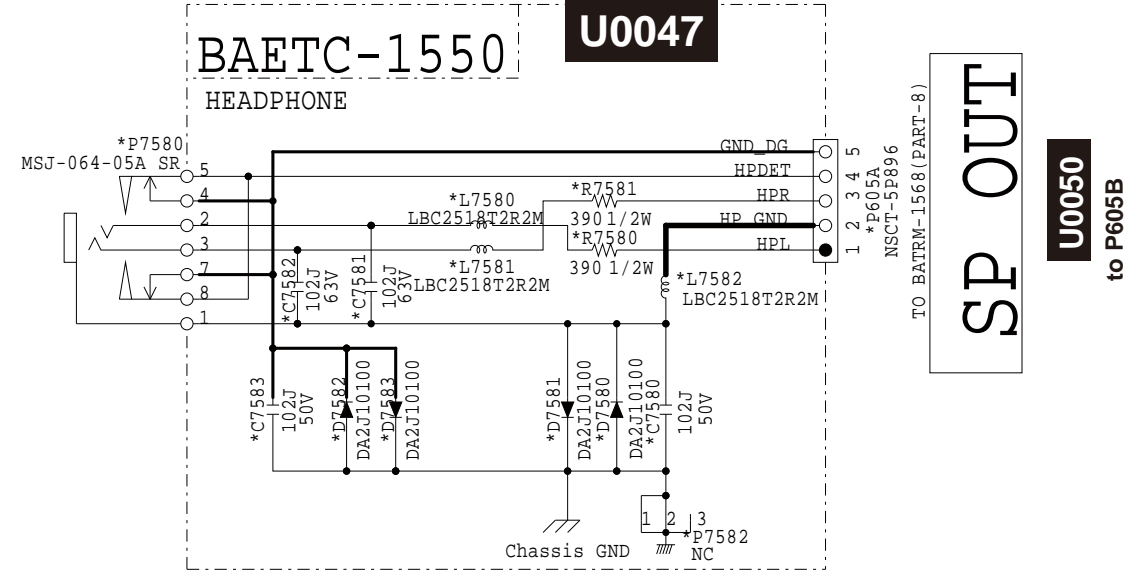 U0047
BAETC-1550
HEADPHONE
*P7580
MSJ-064-05A SR
5
4
2
3
7
8
1
GND_DG
HPDET
HPR
HP_GND
HPL
5
4
3
2
1
*P605A
NSCT-5P896
TO BATRM-1568(PART-8)
SP OUT
U0050
to P605B
*L7580
LBC2518T2R2M
*R7581
390 1/2W
*R7580
390 1/2W
*L7581
LBC2518T2R2M
*L7582
LBC2518T2R2M
*C7582
102J
63V
*C7581
102J
63V
*C7583
102J
50V
*D7582
DA2J10100
*D7583
DA2J10100
*D7581
DA2J10100
*D7580
DA2J10100
*C7580
102J
50V
Chassis GND
1 2 3
*P7582
NC